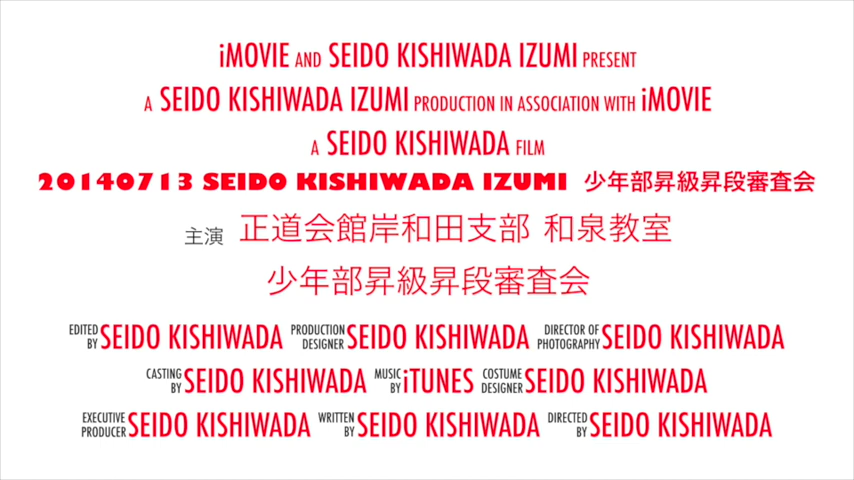 iMOVIE AND SEIDO KISHIWADA IZUMI PRESENT
A SEIDO KISHIWADA IZUMI PRODUCTION IN ASSOCIATION WITH iMOVIE
A SEIDO KISHIWADA FILM
20140713 SEIDO KISHIWADA IZUMI 少年部昇級昇段審査会
主演 正道会館岸和田支部 和泉教室
少年部昇級昇段審査会
EDITED BY SEIDO KISHIWADA PRODUCTION DESIGNER SEIDO KISHIWADA DIRECTOR OF PHOTOGRAPHY SEIDO KISHIWADA
CASTING BY SEIDO KISHIWADA MUSIC BY iTUNES COSTUME DESIGNER SEIDO KISHIWADA
EXECUTIVE PRODUCER SEIDO KISHIWADA WRITTEN BY SEIDO KISHIWADA DIRECTED BY SEIDO KISHIWADA